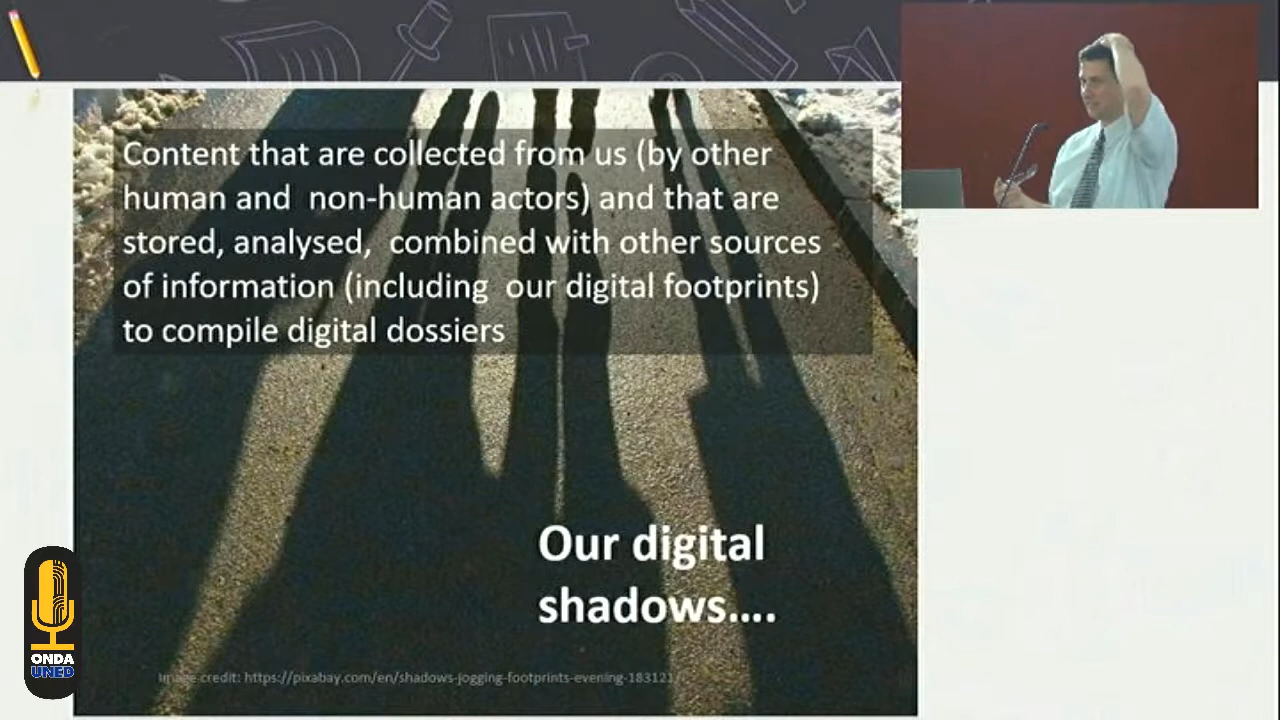 Content that are collected from us (by other
human and  non-human actors) and that are
stored, analysed,  combined with other sources
of information (including  our digital footprints)
to compile digital dossiers
Our digital
shadows....
Image credit: https://pixabay.com/en/shadows-jogging-footprints-evening-183121/
ONDA
UNED